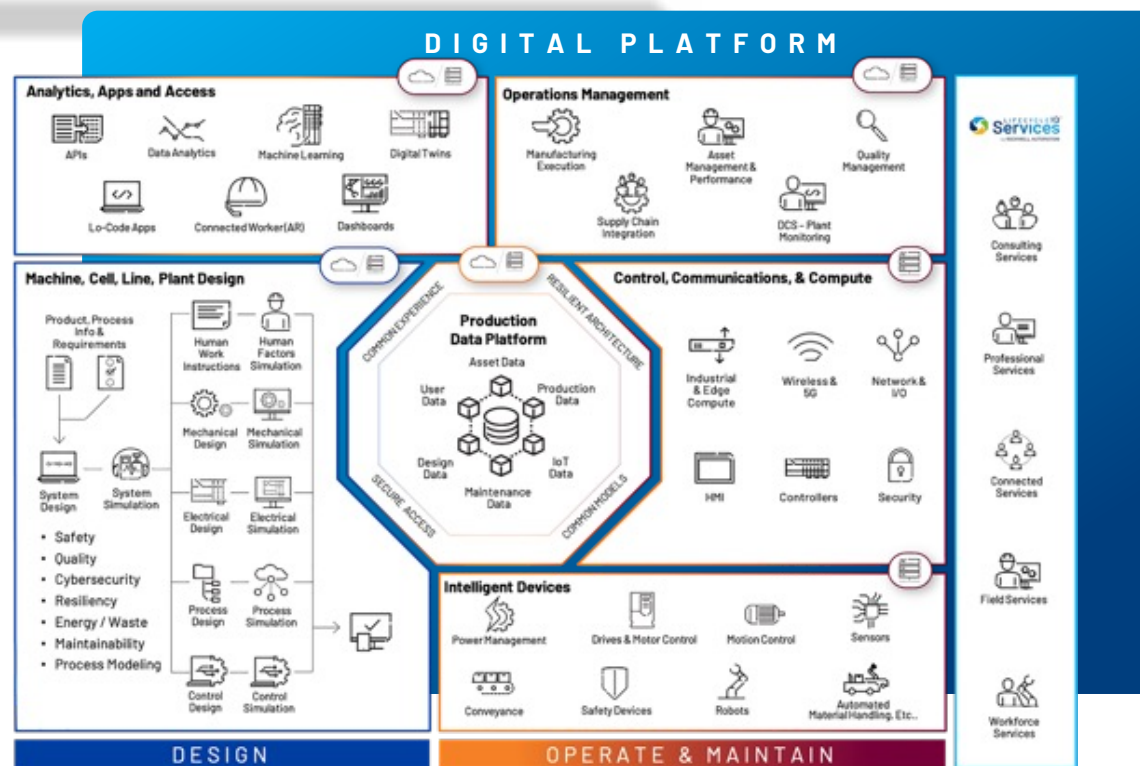 DIGITAL PLATFORM
Analytics, Apps and Access
APIs
Data Analytics
Machine Learning
Digital Twins
Lo-Code Apps
Connected Worker(AR)
Dashboards
Operations Management
Manufacturing
Execution
Asset
Management &
Performance
Quality
Management
Supply Chain
Integration
DCS - Plant
Monitoring
Machine, Cell, Line, Plant Design
Product, Process
Info &
Requirements
System
Design
System
Simulation
Human
Work
Instructions
Human
Factors
Simulation
Mechanical
Design
Mechanical
Simulation
Electrical
Design
Electrical
Simulation
Process
Design
Process
Simulation
Control
Design
Control
Simulation
• Safety
• Quality
• Cybersecurity
• Resiliency
• Energy / Waste
• Maintainability
• Process Modeling
COMMON EXPERIENCE
RESILIENT ARCHITECTURE
SECURE ACCESS
COMMON MODELS
Production
Data Platform
Asset Data
User
Data
Production
Data
Design
Data
IoT
Data
Maintenance
Data
Control, Communications, & Compute
Industrial
& Edge
Compute
Wireless &
5G
Network &
I/O
HMI
Controllers
Security
Intelligent Devices
Power Management
Drives & Motor Control
Motion Control
Sensors
Conveyance
Safety Devices
Robots
Automated
Material Handling, Etc..
LIFECYCLEIQ
Services
BY ROCKWELL AUTOMATION
Consulting
Services
Professional
Services
Connected
Services
Field Services
Workforce
Services
DESIGN
OPERATE & MAINTAIN